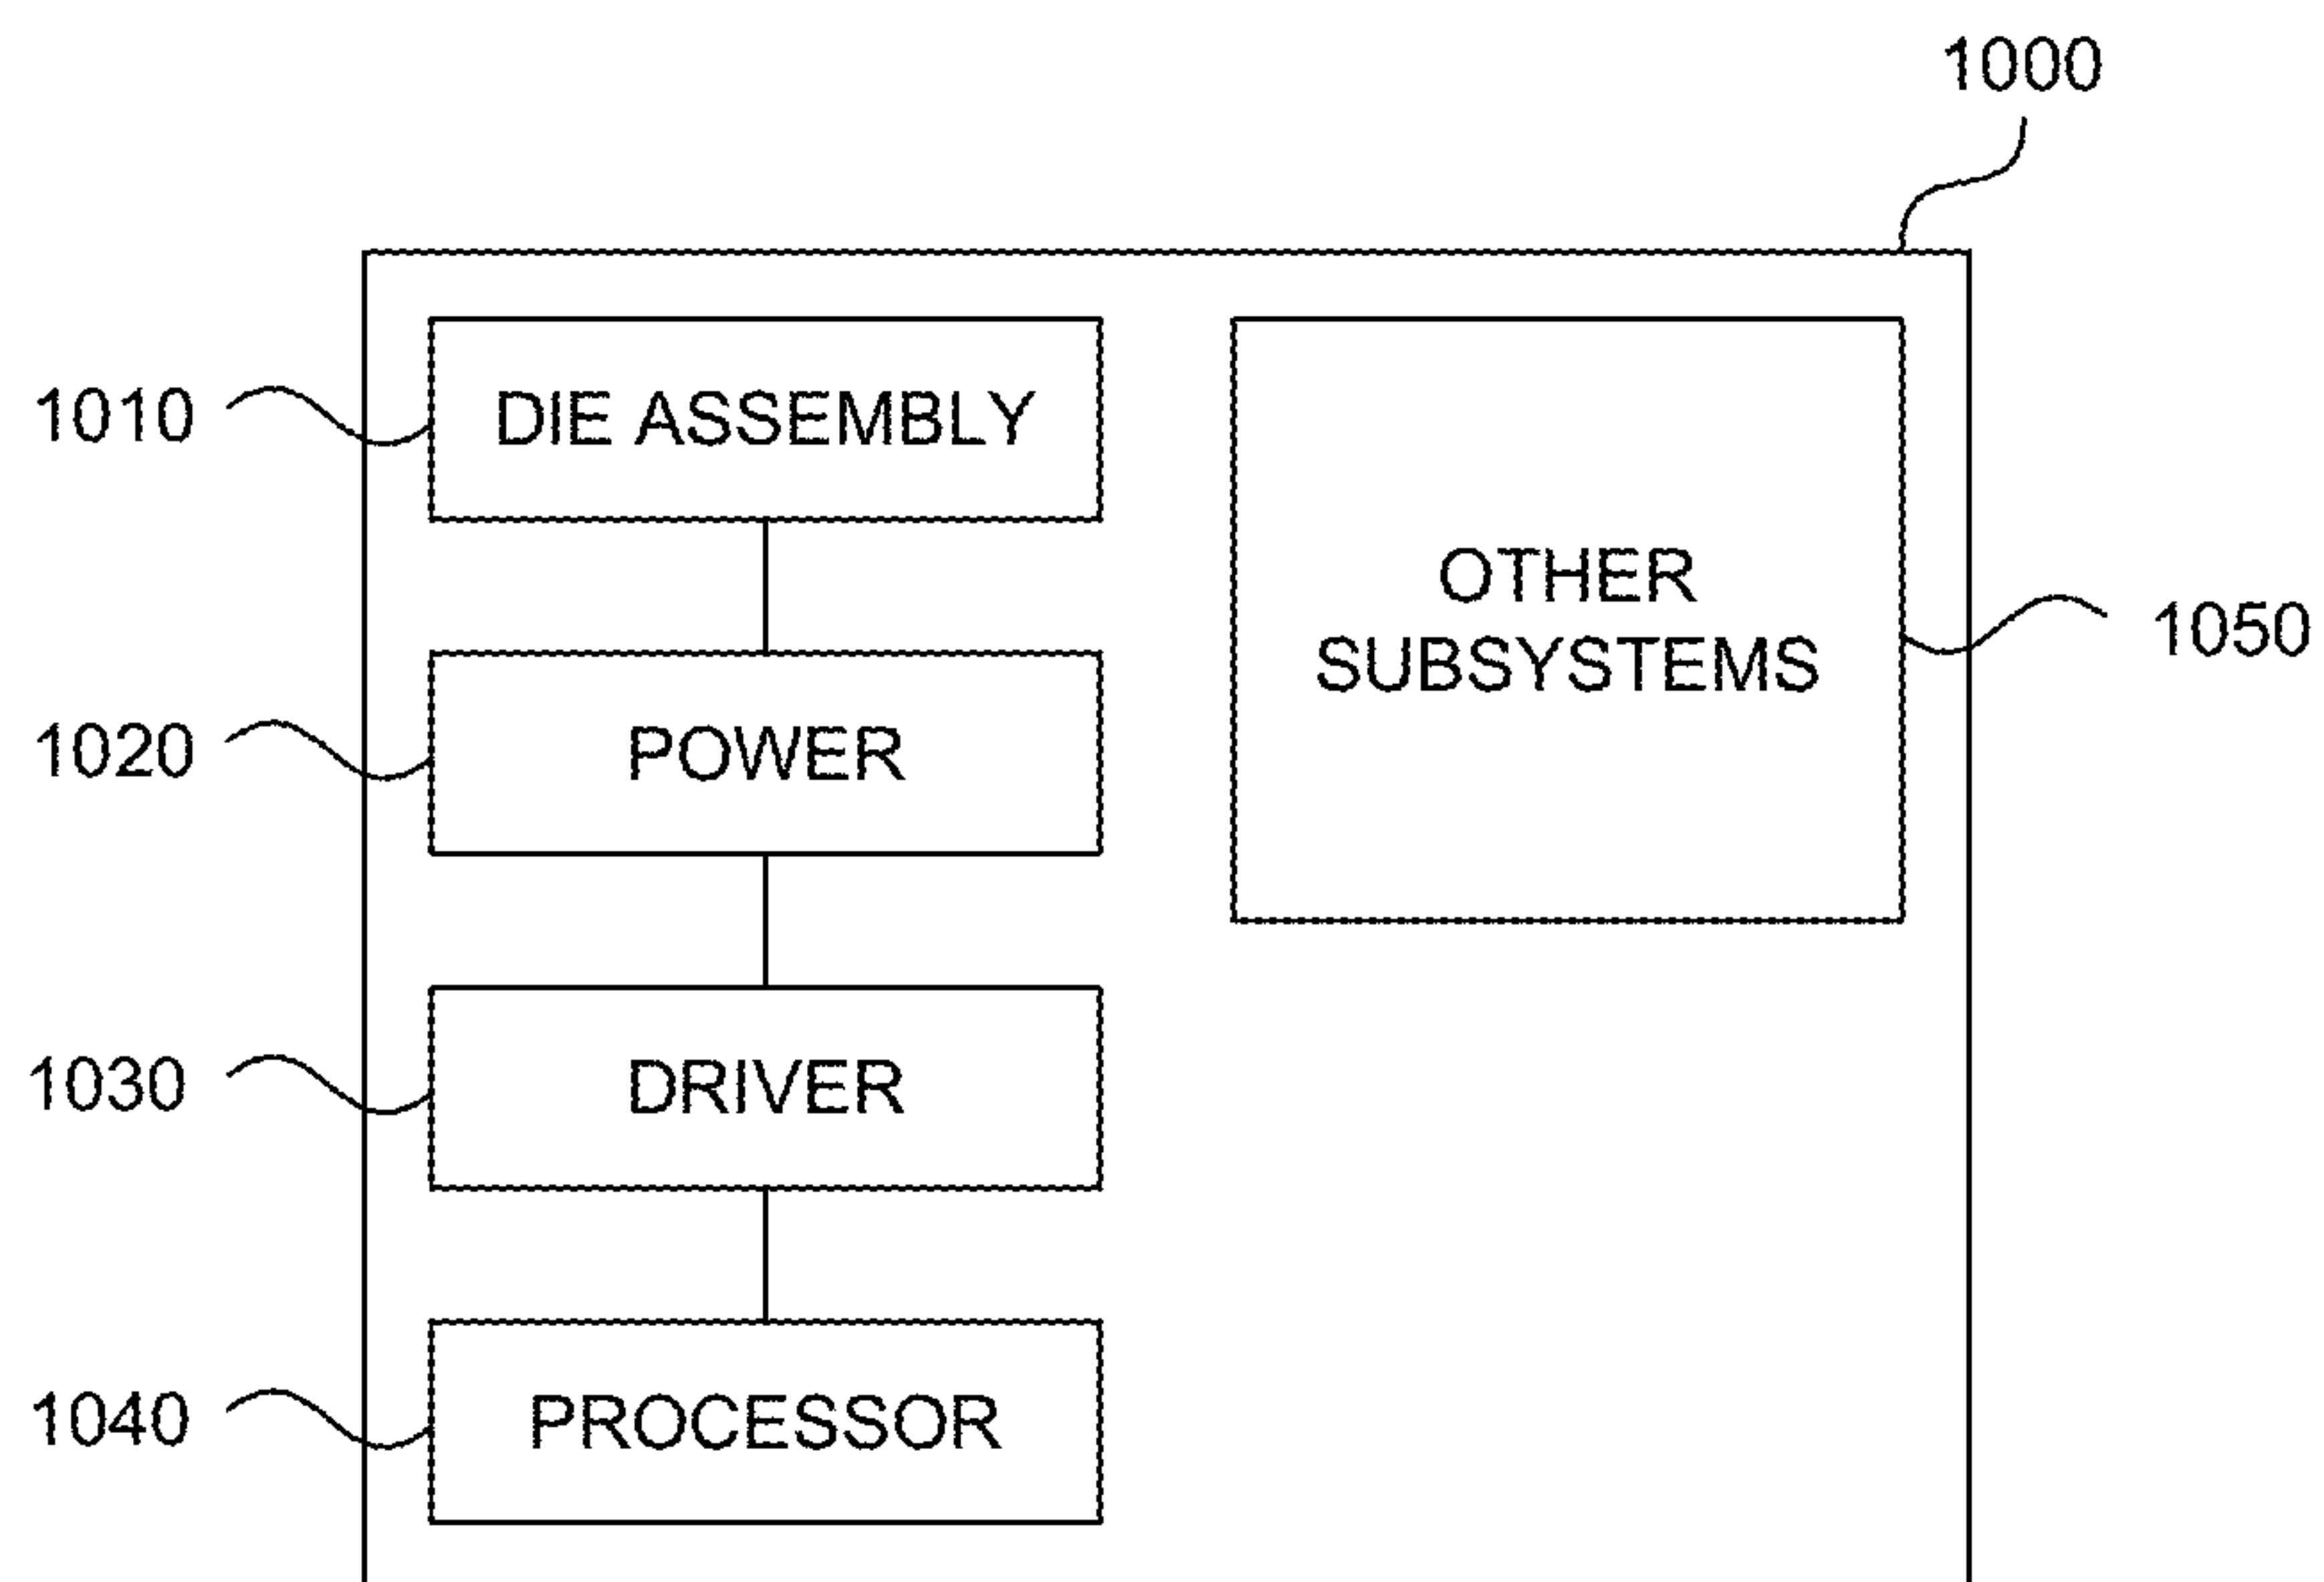 1000
1010
DIE ASSEMBLY
OTHER
SUBSYSTEMS
1050
1020
POWER
1030
DRIVER
1040
PROCESSOR